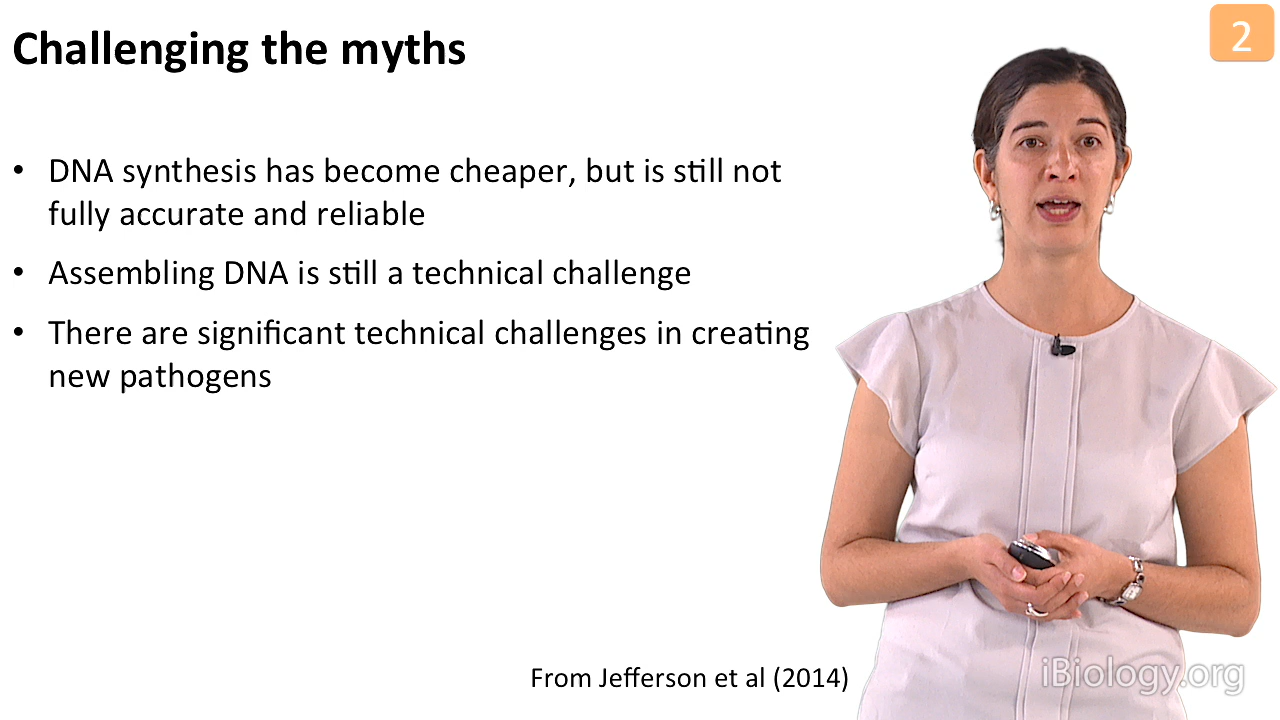 Challenging the myths
2
• DNA synthesis has become cheaper, but is still not
fully accurate and reliable
• Assembling DNA is still a technical challenge
• There are significant technical challenges in creating
new pathogens
From Jefferson et al (2014)
iBiology.org